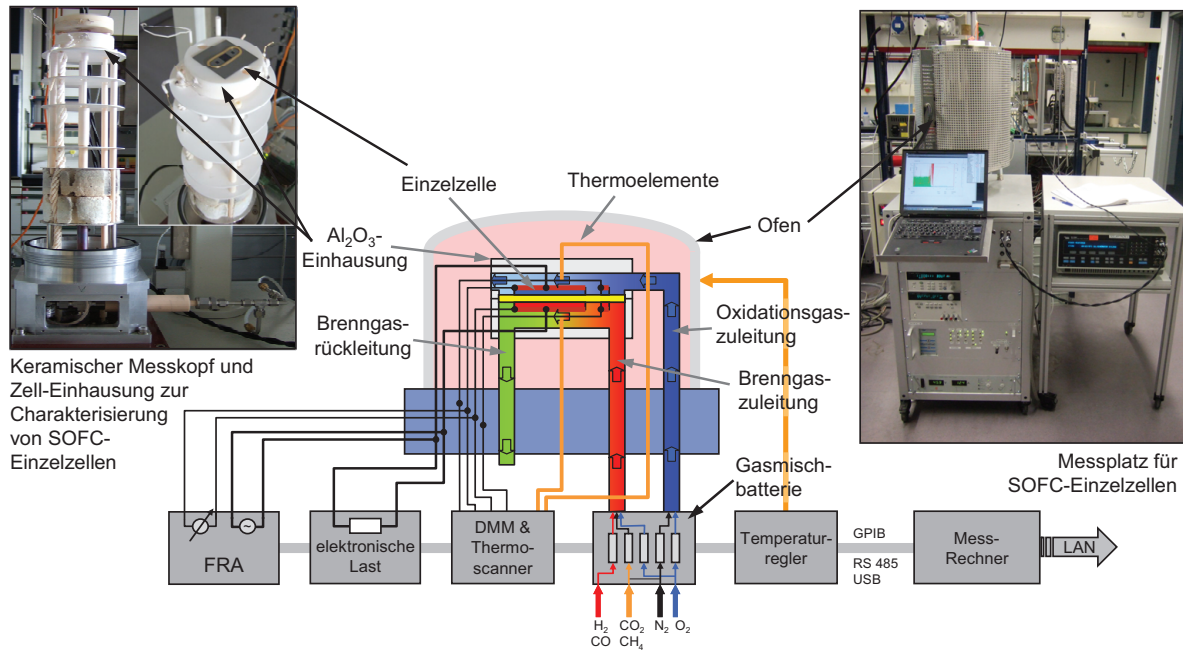 Einzelzelle
Thermoelemente
Ofen
Al₂O₃-
Einhausung
Brenngas-
rückleitung
Oxidationsgas-
zuleitung
Brenngas-
zuleitung
Keramischer Messkopf und
Zell-Einhausung zur
Charakterisierung
von SOFC-
Einzelzellen
Messplatz für
SOFC-Einzelzellen
Gasmisch-
batterie
~
FRA
elektronische
Last
DMM &
Thermo-
scanner
Temperatur-
regler
GPIB
RS 485
USB
Mess-
Rechner
LAN
H₂
CO
CO₂
CH₄
N₂
O₂